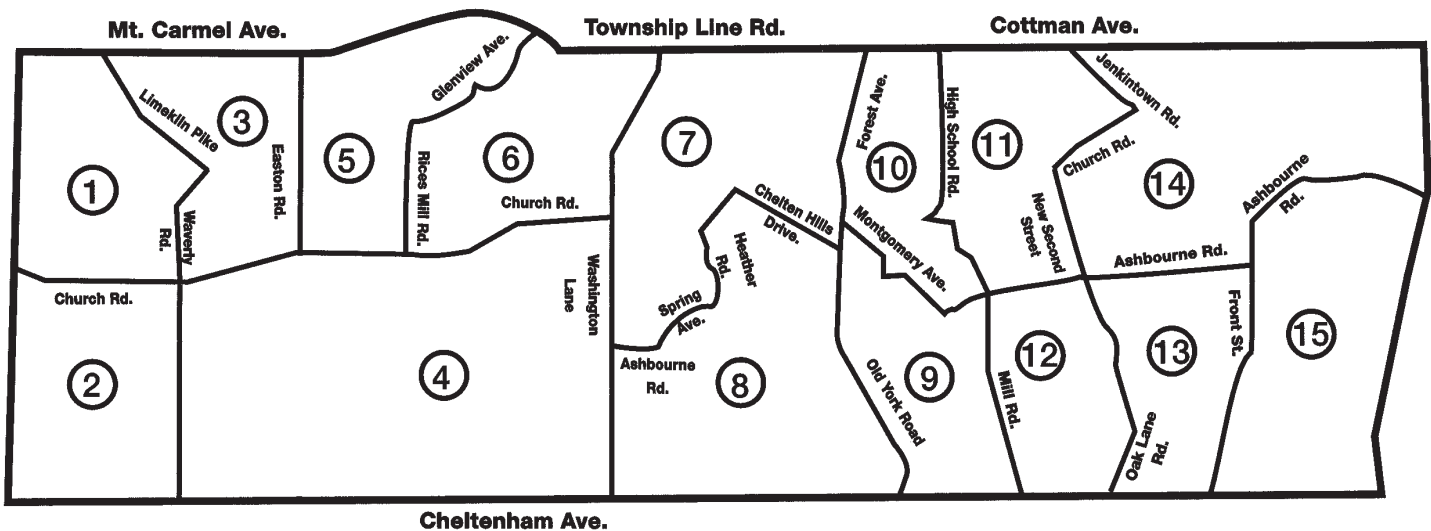 Mt. Carmel Ave.
Township Line Rd.
Cottman Ave.
Glenview Ave.
Jenkintown Rd.
Limeklin Pike
3
Forest Ave.
High School Rd.
Easton Rd.
5
Rices Mill Rd.
6
7
10
11
Church Rd.
14
Ashbourne
Rd.
1
Waverly
Rd.
Church Rd.
Chelten Hills
Drive.
Heather
Rd.
Montgomery Ave.
New Second
Street
Ashbourne Rd.
Church Rd.
Washington
Lane
Spring
Ave.
Front St.
Ashbourne
Rd.
2
4
8
Old York Road
9
Mill Rd.
12
13
Oak Lane
Rd.
15
Cheltenham Ave.